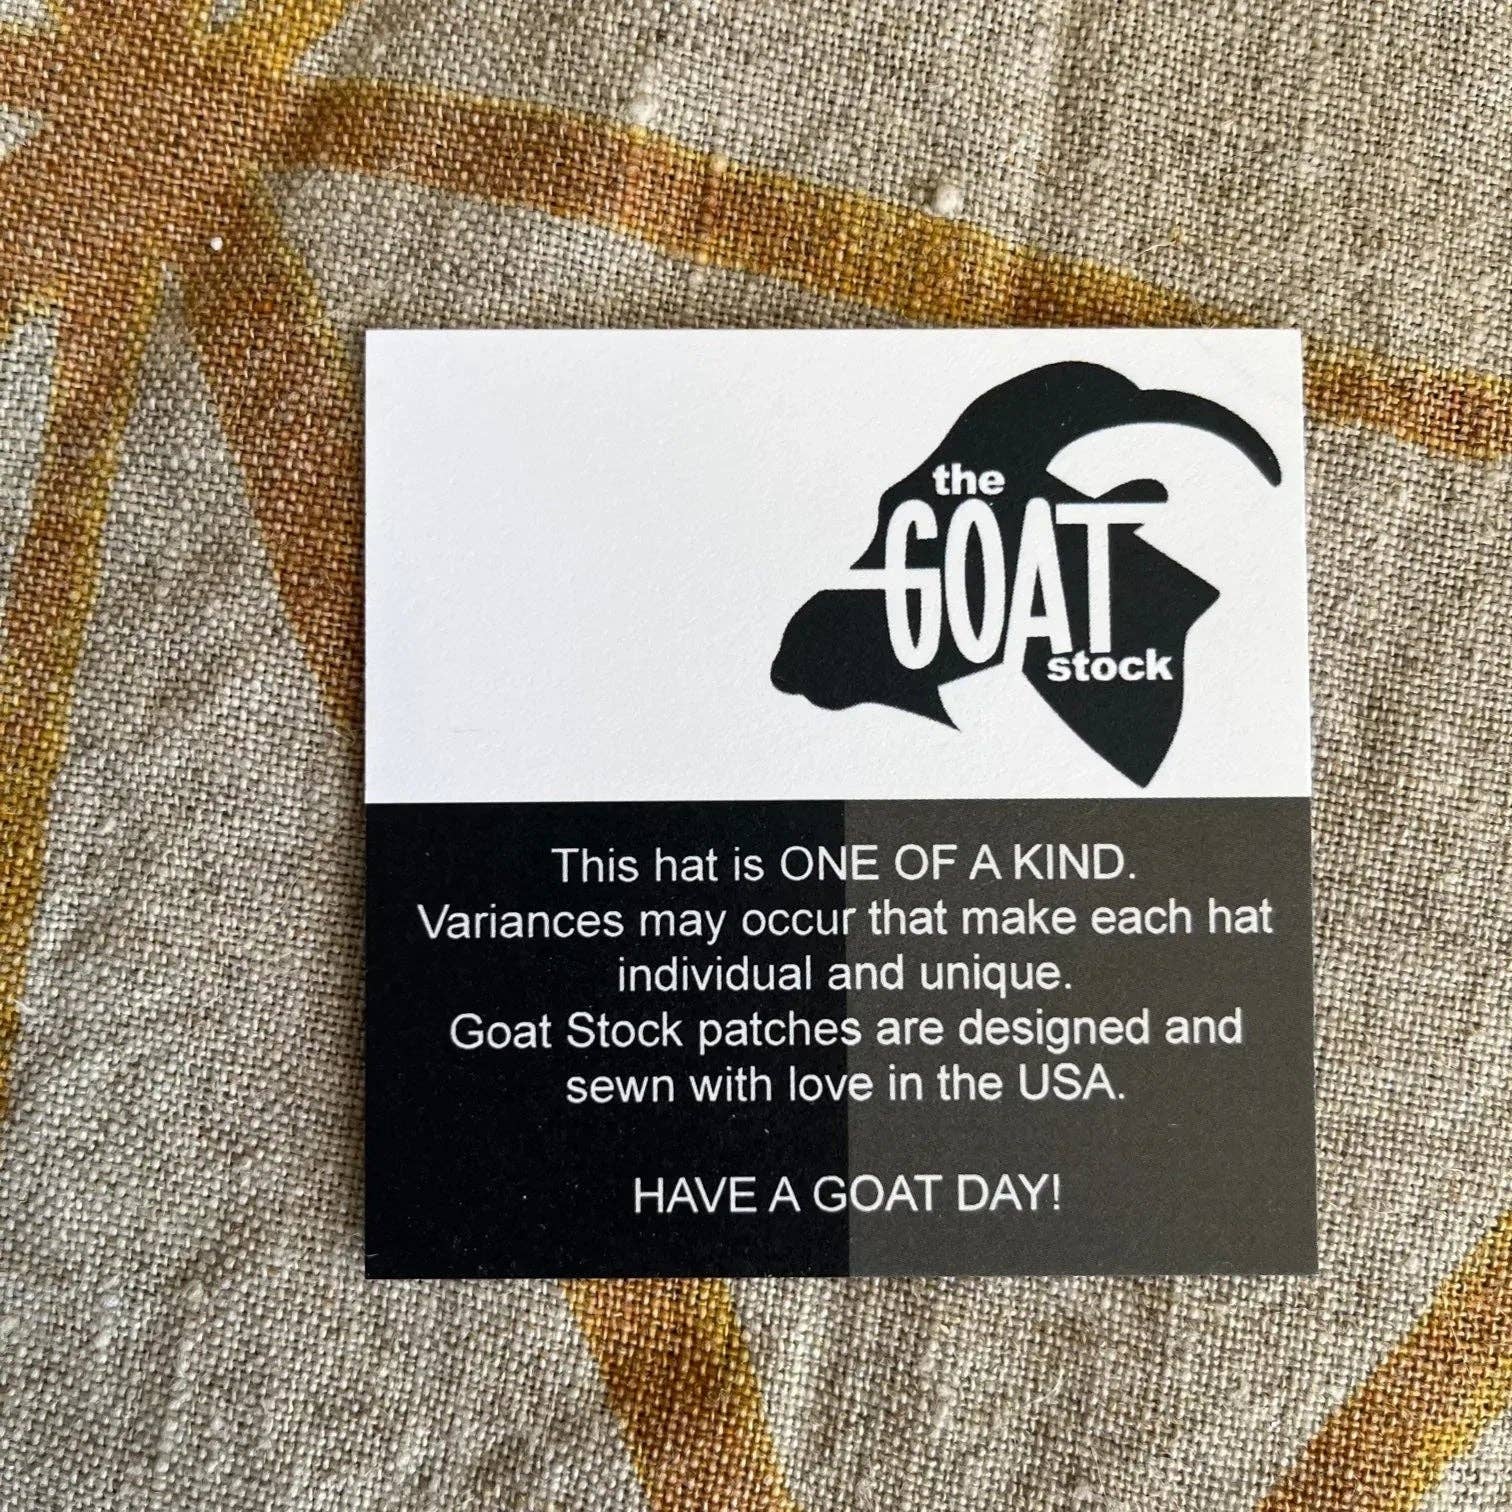 the
GOAT
stock
This hat is ONE OF A KIND.
Variances may occur that make each hat
individual and unique.
Goat Stock patches are designed and
sewn with love in the USA.
HAVE A GOAT DAY!